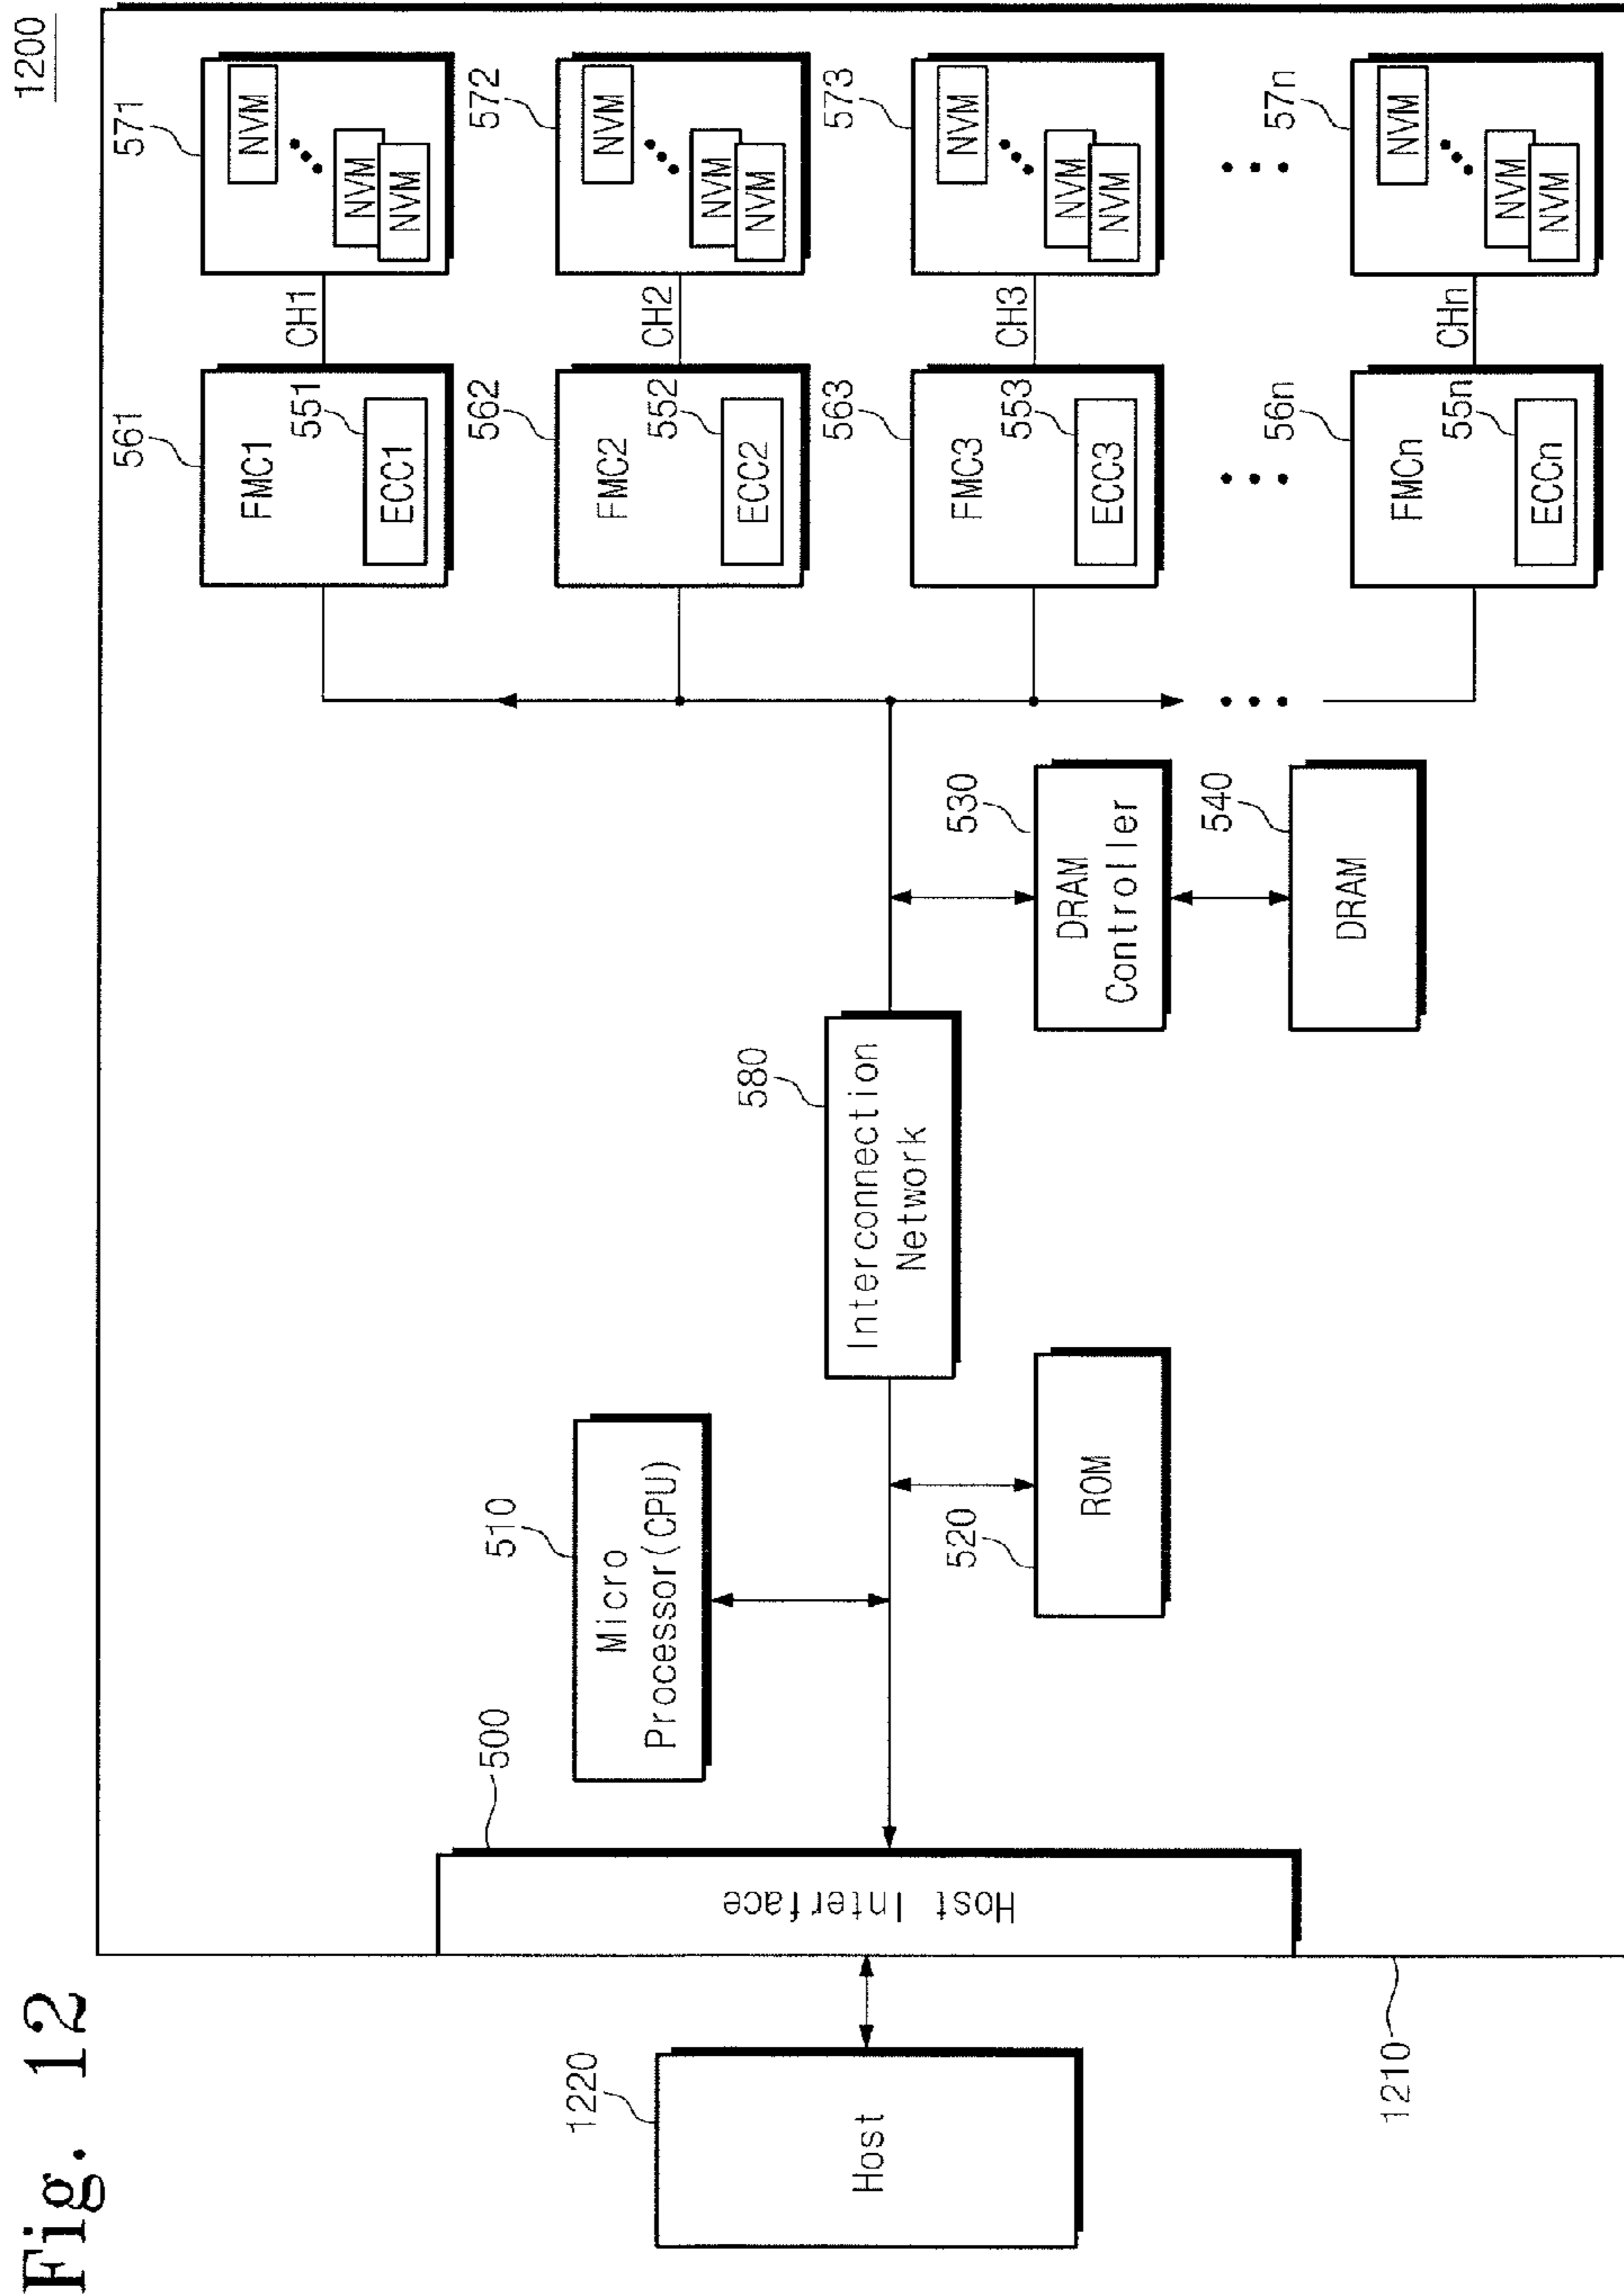 Fig. 12
1200
1220
Host
1210
500
Host Interface
510
Micro
Processor(CPU)
520
ROM
580
Interconnection
Network
530
DRAM
Controller
540
DRAM
561
FMC1
551
ECC1
CH1
571
NVM
NVM
NVM
562
FMC2
552
ECC2
CH2
572
NVM
NVM
NVM
563
FMC3
553
ECC3
CH3
573
NVM
NVM
NVM
56n
FMCn
55n
ECCn
CHn
57n
NVM
NVM
NVM